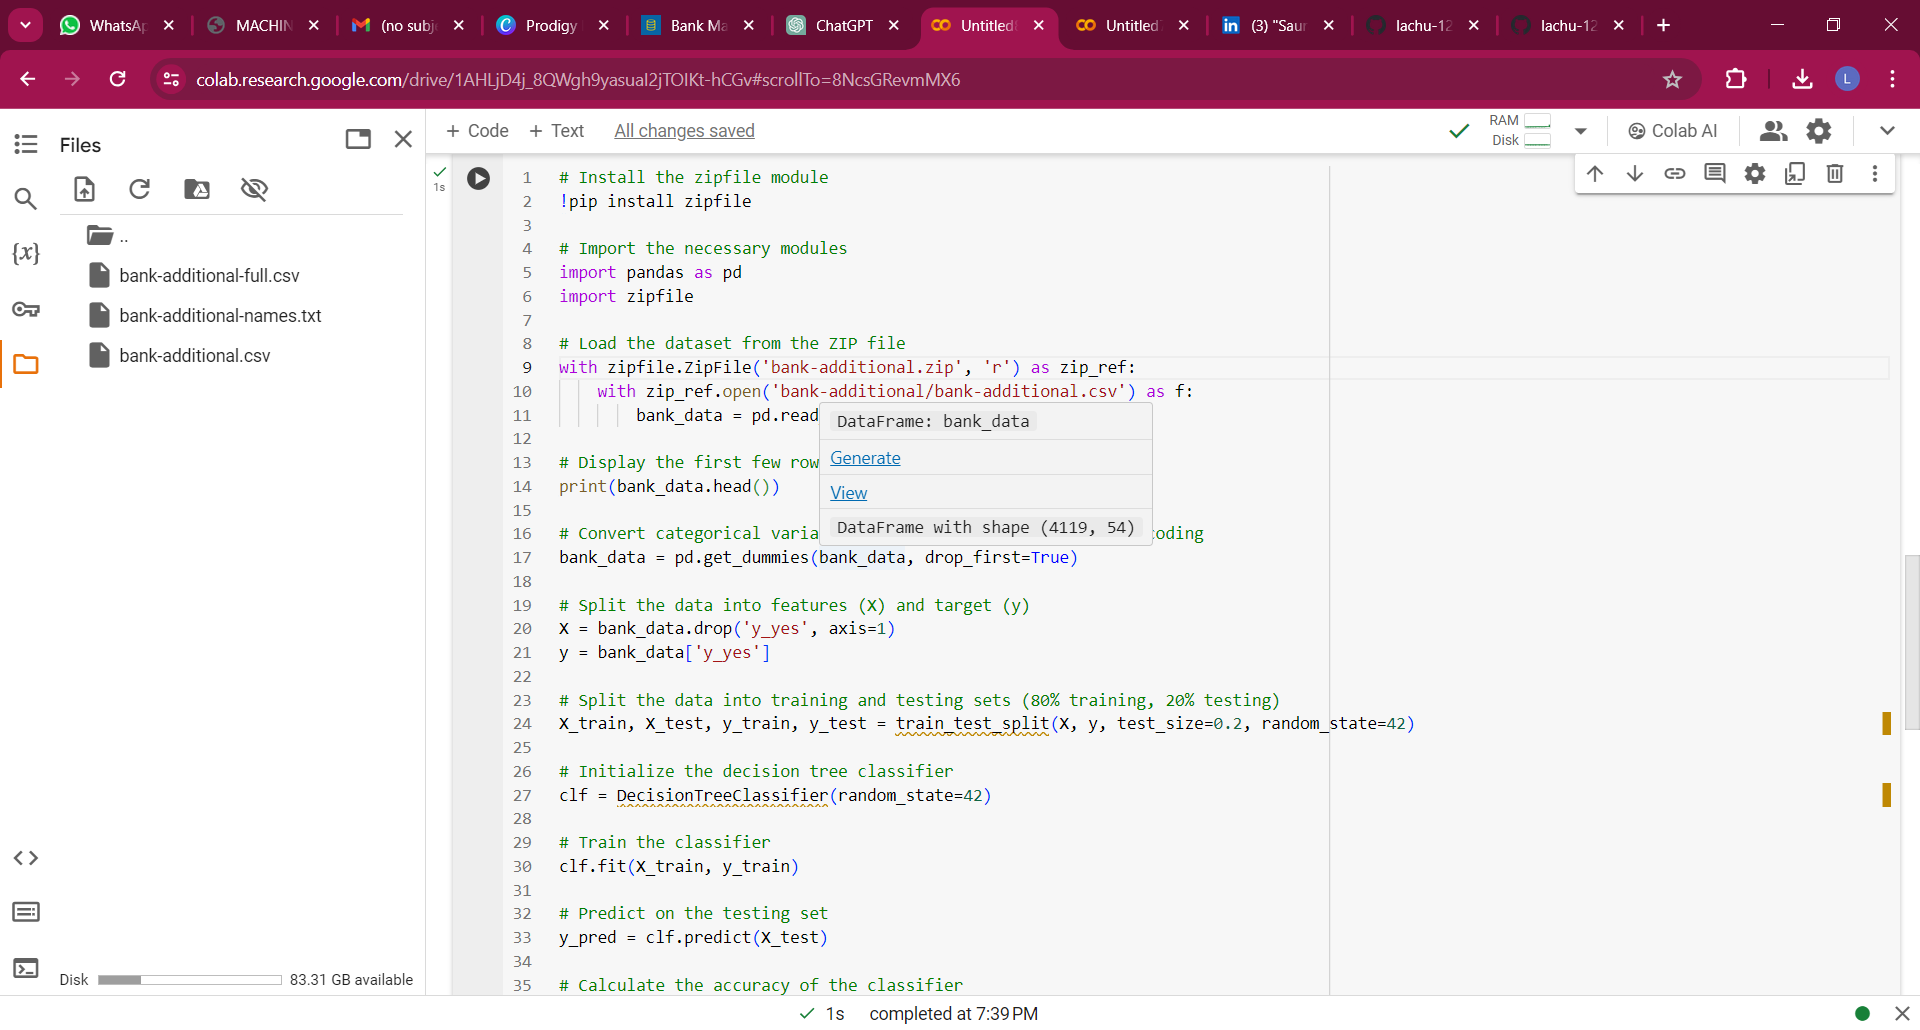 WhatsAp
MACHIN
(no subj
Prodigy
Bank Ma
ChatGPT
Untitled
Untitled
(3) "Saur
lachu-12
lachu-12
colab.research.google.com/drive/1AHLjD4j_8QWgh9yasuaI2jTOIKt-hCGv#scrollTo=8NcsGRevmMX6
L
Files
+ Code + Text All changes saved
RAM
Disk
Colab AI
..
bank-additional-full.csv
bank-additional-names.txt
bank-additional.csv
{x}
Disk 83.31 GB available
1s
1 # Install the zipfile module
2 !pip install zipfile
3
4 # Import the necessary modules
5 import pandas as pd
6 import zipfile
7
8 # Load the dataset from the ZIP file
9 with zipfile.ZipFile('bank-additional.zip', 'r') as zip_ref:
10 with zip_ref.open('bank-additional/bank-additional.csv') as f:
11 bank_data = pd.read
12
13 # Display the first few row
14 print(bank_data.head())
15
16 # Convert categorical varia coding
17 bank_data = pd.get_dummies(bank_data, drop_first=True)
18
19 # Split the data into features (X) and target (y)
20 X = bank_data.drop('y_yes', axis=1)
21 y = bank_data['y_yes']
22
23 # Split the data into training and testing sets (80% training, 20% testing)
24 X_train, X_test, y_train, y_test = train_test_split(X, y, test_size=0.2, random_state=42)
25
26 # Initialize the decision tree classifier
27 clf = DecisionTreeClassifier(random_state=42)
28
29 # Train the classifier
30 clf.fit(X_train, y_train)
31
32 # Predict on the testing set
33 y_pred = clf.predict(X_test)
34
35 # Calculate the accuracy of the classifier
DataFrame: bank_data
Generate
View
DataFrame with shape (4119, 54)
1s completed at 7:39 PM